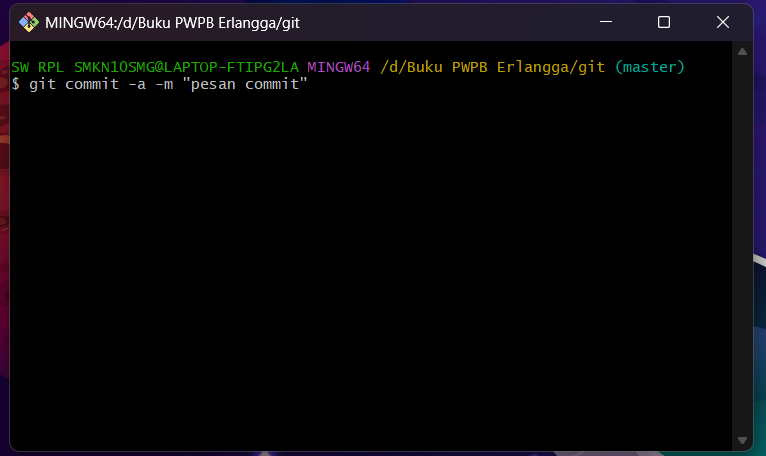 MINGW64:/d/Buku PWPB Erlangga/git
SW RPL SMKN10SMG@LAPTOP-FTIPG2LA MINGW64 /d/Buku PWPB Erlangga/git (master)
$ git commit -a -m "pesan commit"